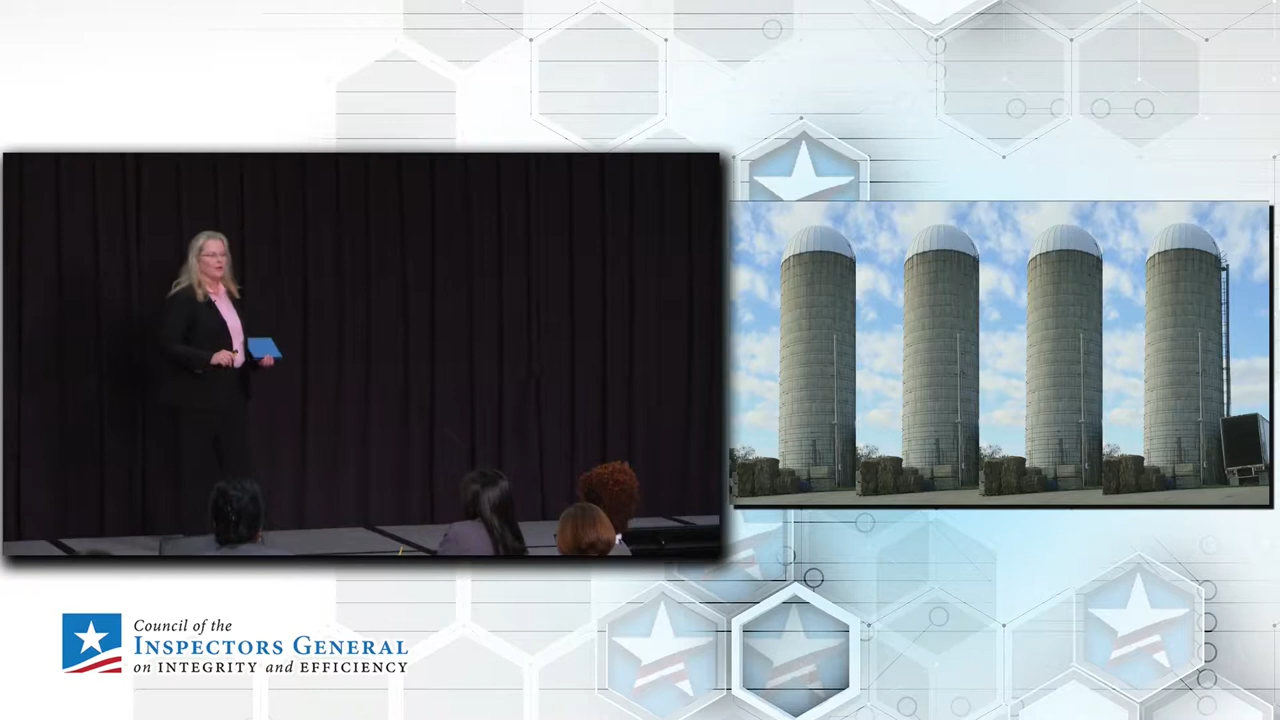 Council of the
INSPECTORS GENERAL
on INTEGRITY and EFFICIENCY